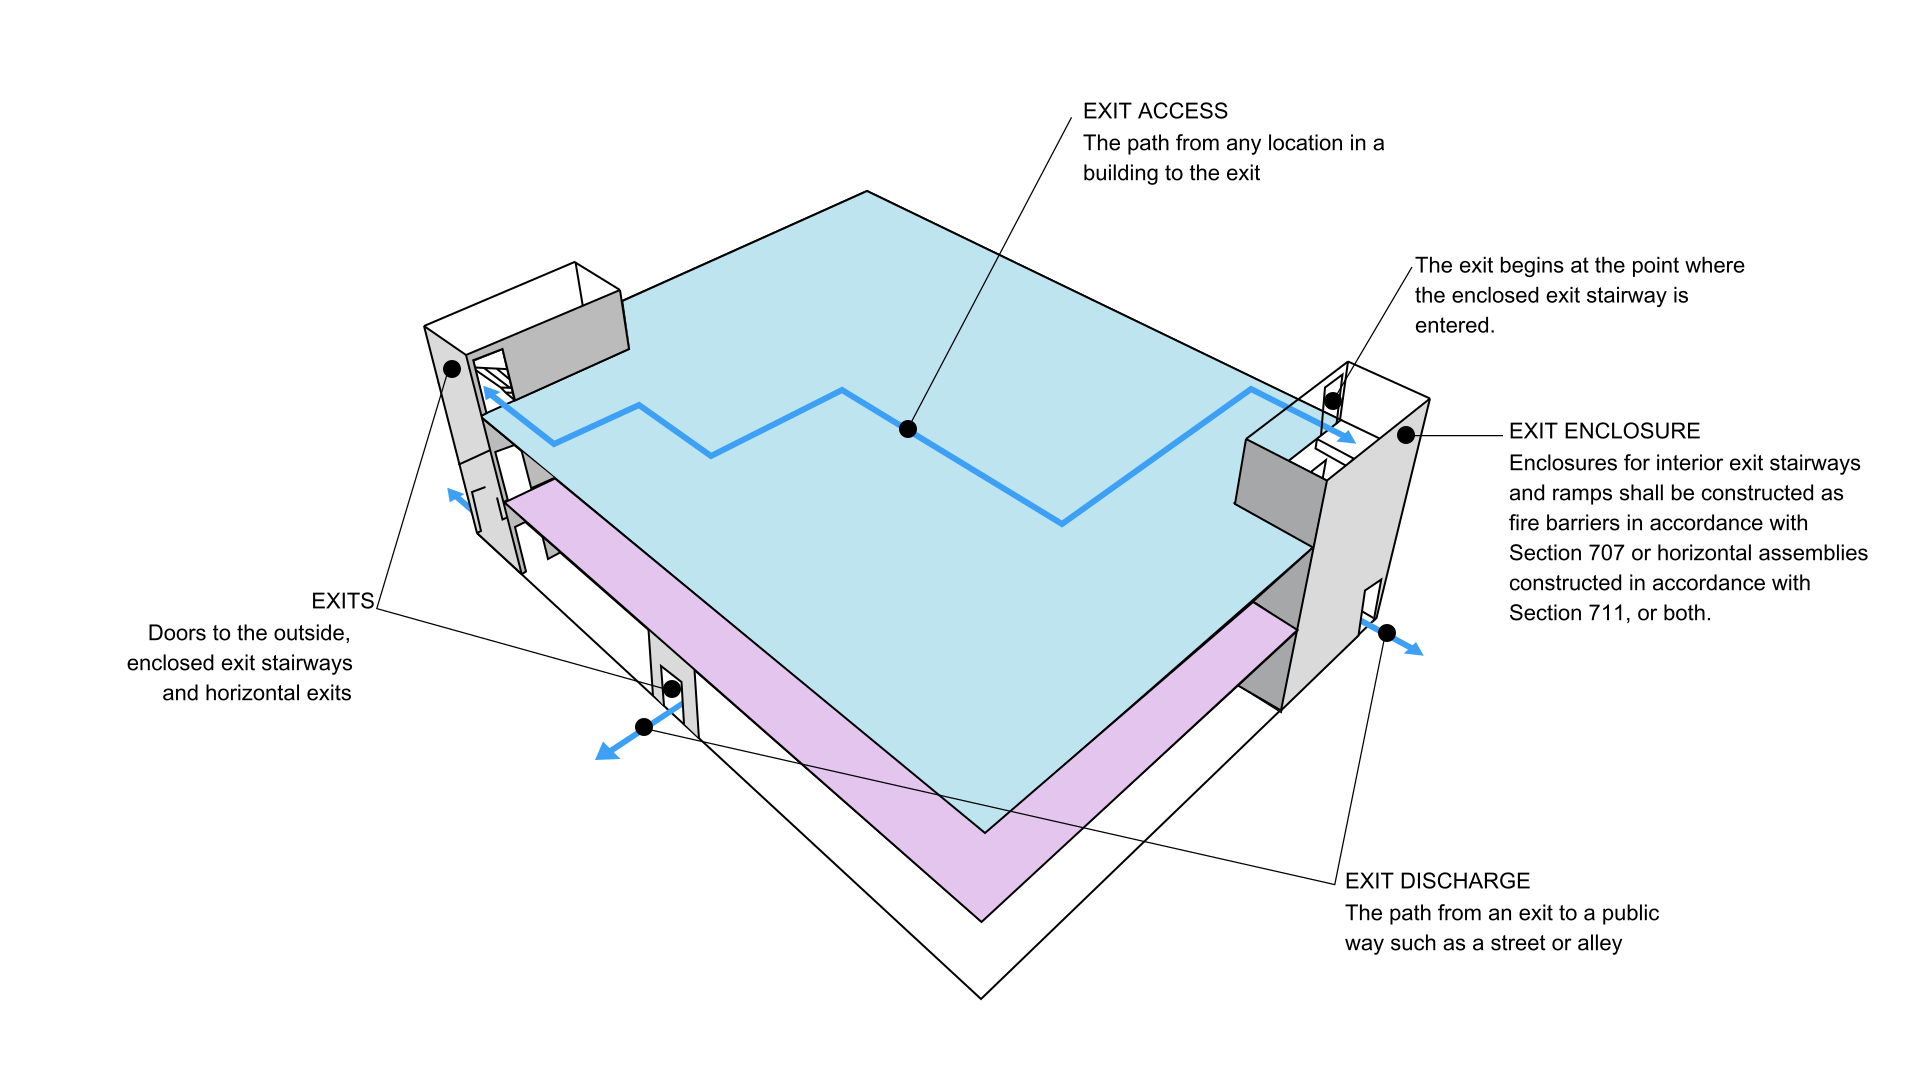 EXIT ACCESS
The path from any location in a
building to the exit
The exit begins at the point where
the enclosed exit stairway is
entered.
EXIT ENCLOSURE
Enclosures for interior exit stairways
and ramps shall be constructed as
fire barriers in accordance with
Section 707 or horizontal assemblies
constructed in accordance with
Section 711, or both.
EXITS
Doors to the outside,
enclosed exit stairways
and horizontal exits
EXIT DISCHARGE
The path from an exit to a public
way such as a street or alley